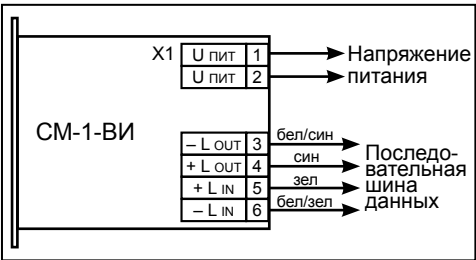 X1 U пит 1 Напряжение
U пит 2 питания
СМ-1-ВИ
– L OUT 3 бел/син
+ L OUT 4 син
+ L IN 5 зел
– L IN 6 бел/зел
Последо-
вательная
шина
данных